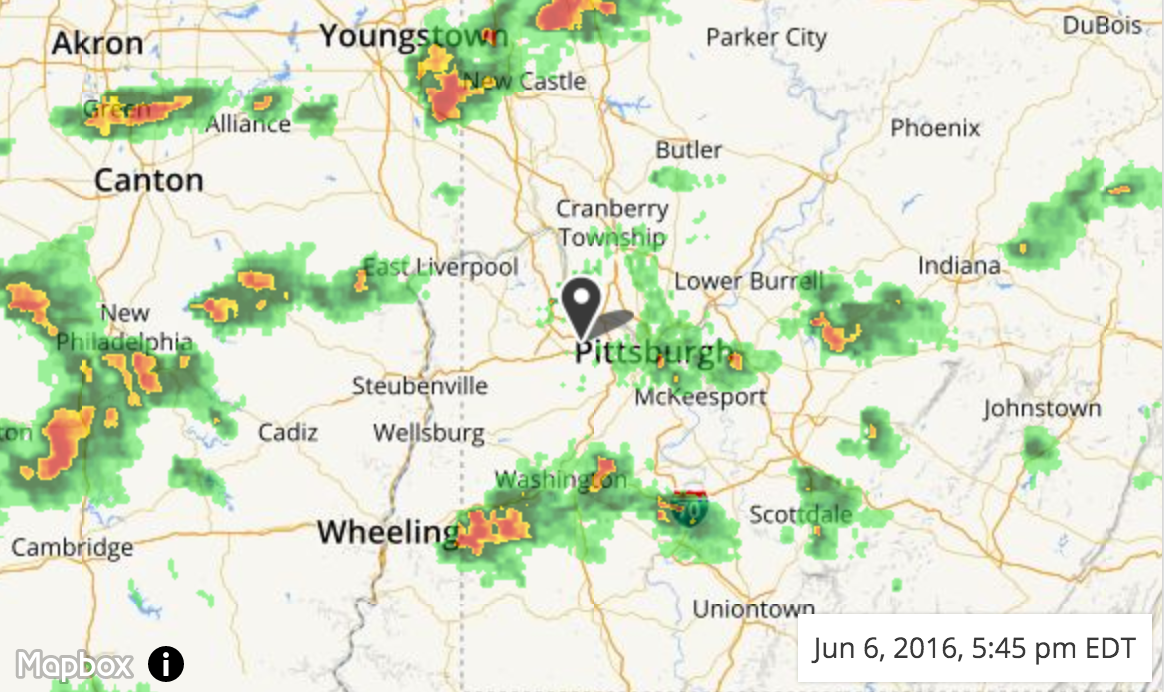 DuBois
Akron
Youngstown
Parker City
New Castle
Green
Alliance
Phoenix
Butler
Canton
Cranberry
Township
East Liverpool
Lower Burrell
Indiana
New
Philadelphia
Pittsburgh
Steubenville
McKeesport
Johnstown
ton
Cadiz
Wellsburg
Washington
70
Scottdale
Wheeling
Cambridge
Uniontown
Jun 6, 2016, 5:45 pm EDT
Mapbox
i